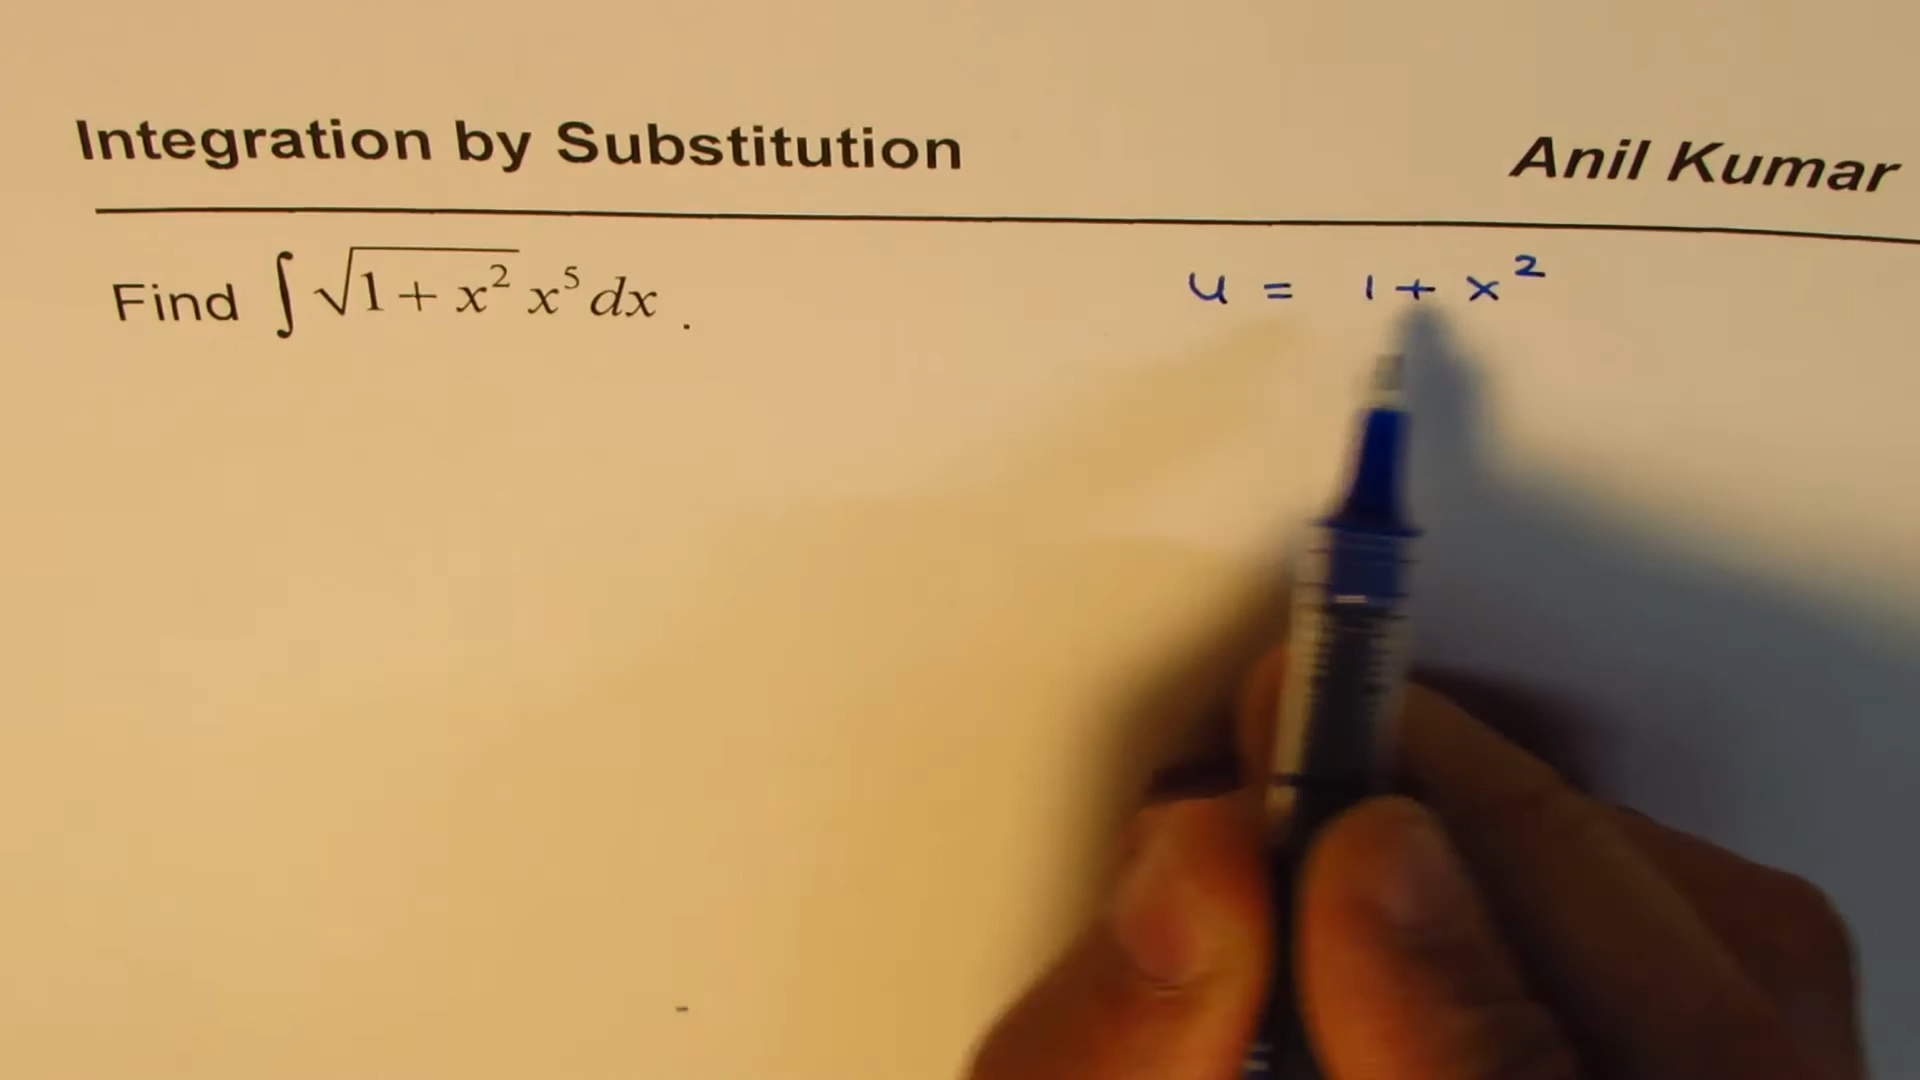 Integration by Substitution
Anil Kumar
Find ∫ √(1 + x²) x⁵ dx .
u = 1 + x²